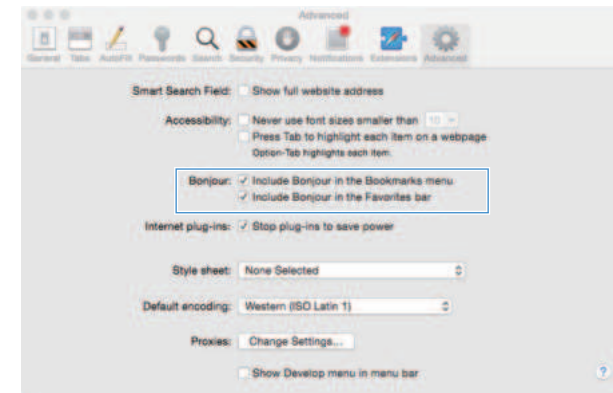 Advanced
General Tabs AutoFill Passwords Search Security Privacy Notifications Extensions Advanced
Smart Search Field: Show full website address
Accessibility: Never use font sizes smaller than 10
Press Tab to highlight each item on a webpage
Option-Tab highlights each item.
Bonjour: Include Bonjour in the Bookmarks menu
Include Bonjour in the Favorites bar
Internet plug-ins: Stop plug-ins to save power
Style sheet: None Selected
Default encoding: Western (ISO Latin 1)
Proxies: Change Settings...
Show Develop menu in menu bar
?